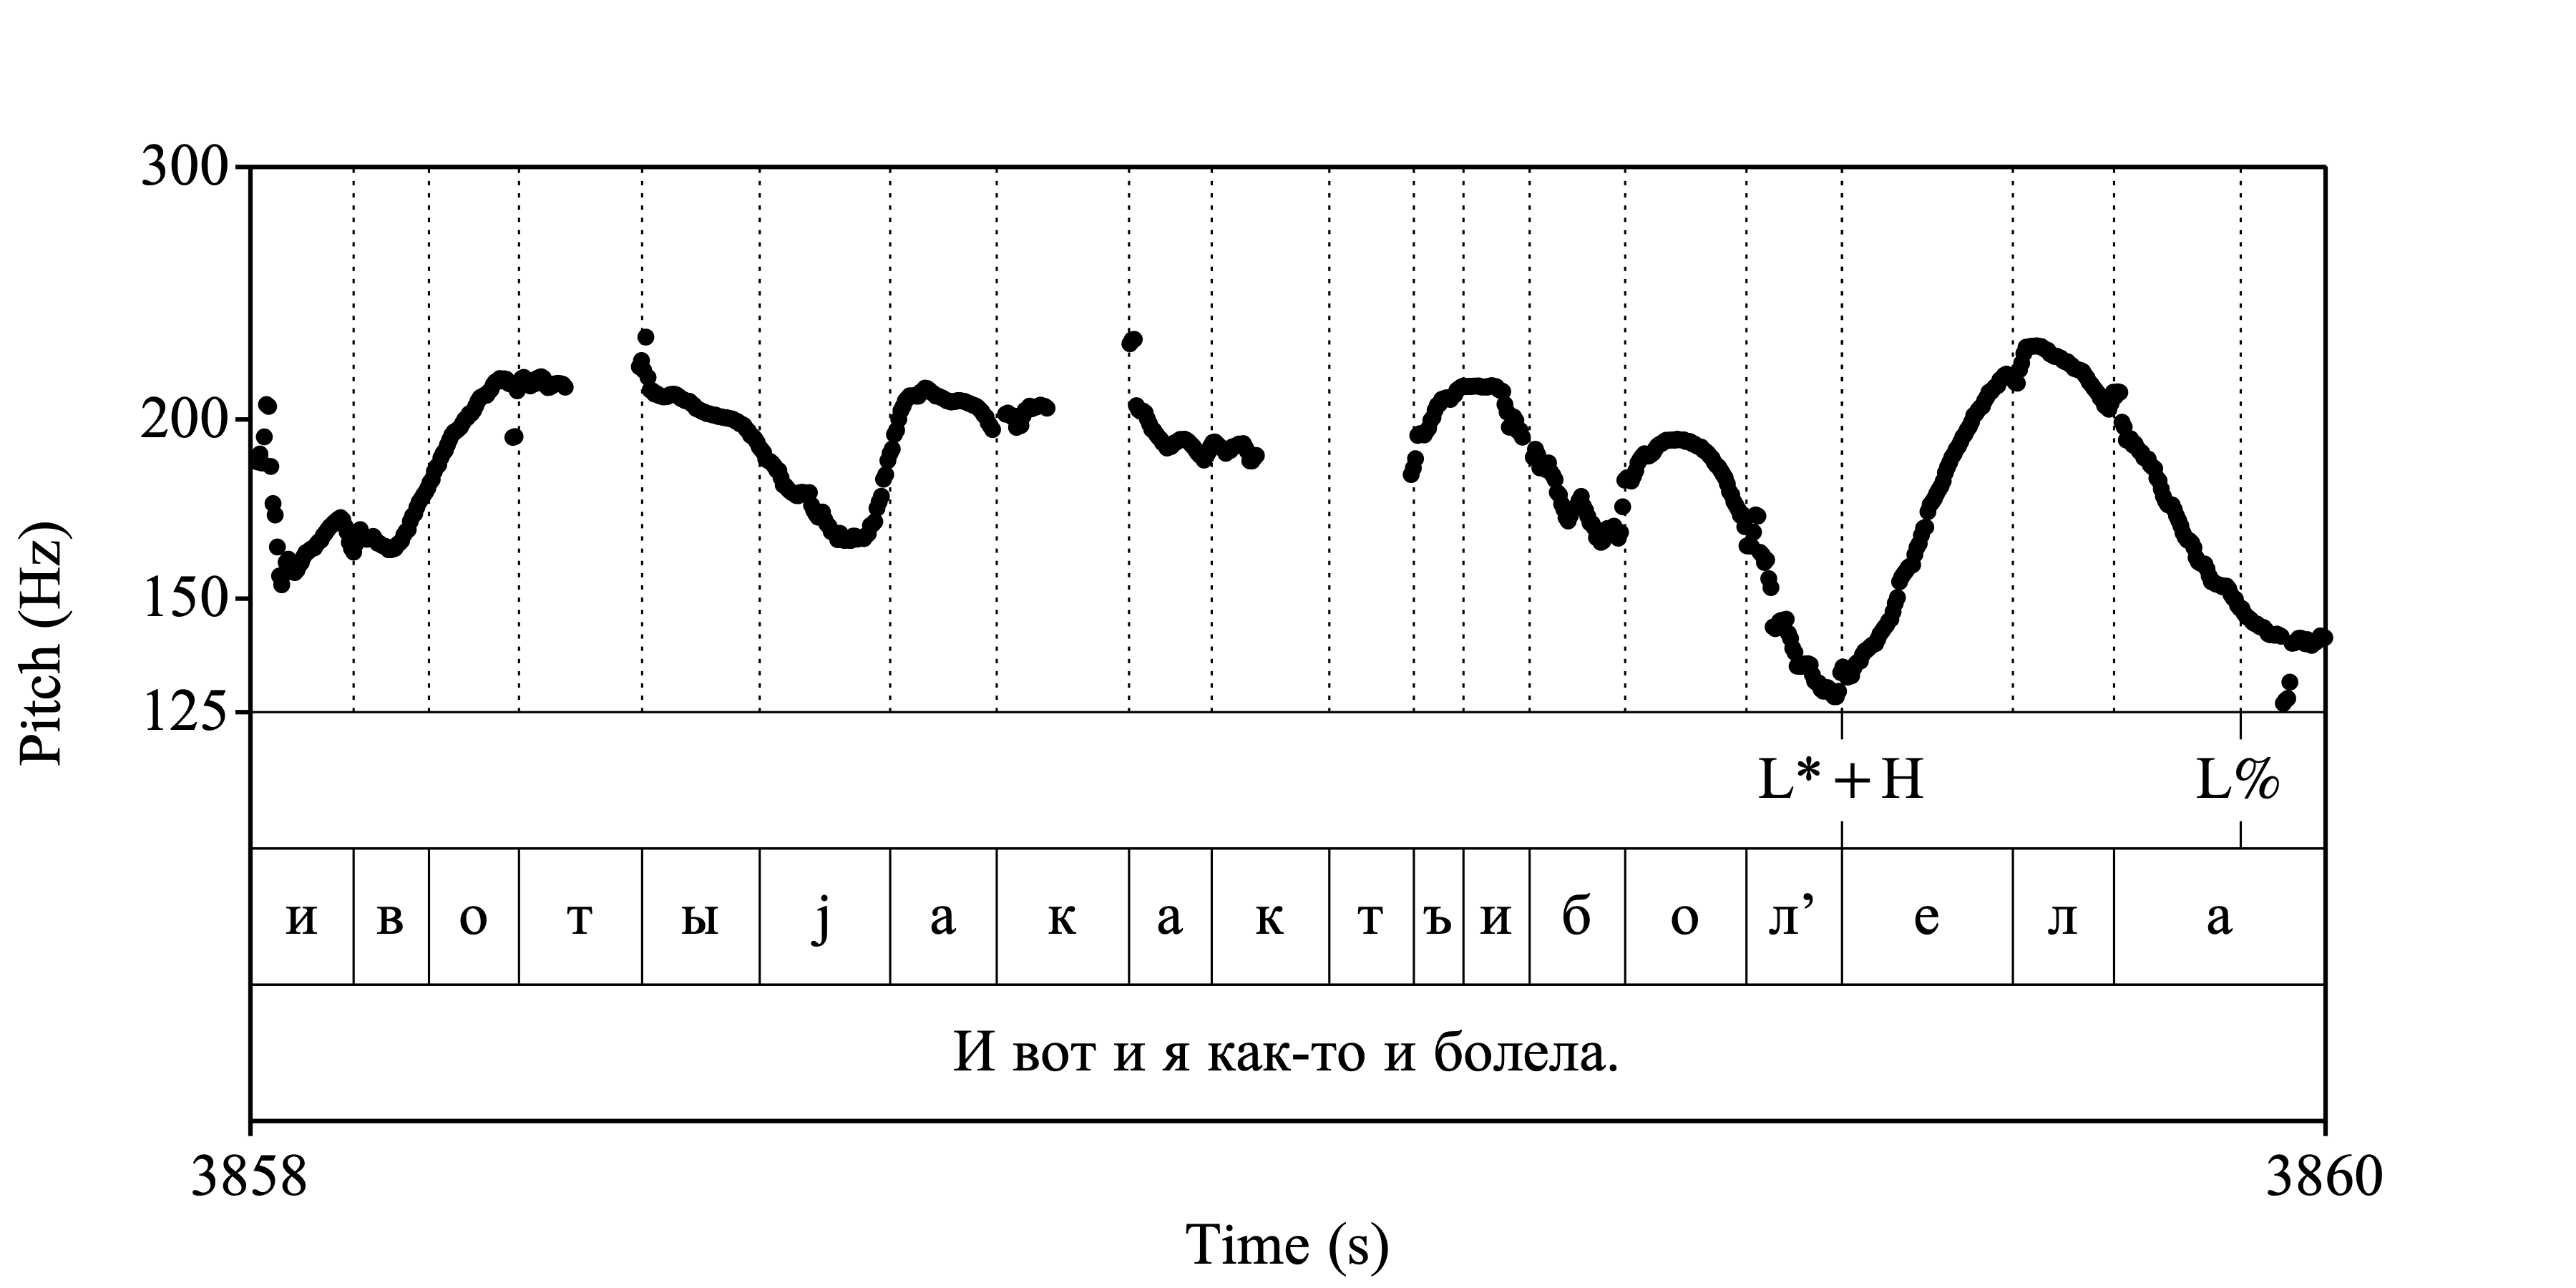 300
200
150
125
Pitch (Hz)
L* + H L%
и в о т ы j а к а к т ъ и б о л’ е л а
И вот и я как-то и болела.
3858 3860
Time (s)